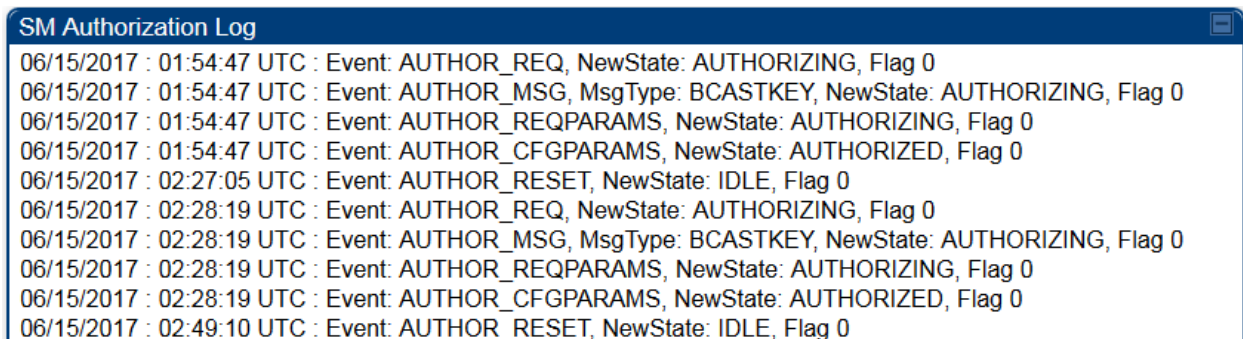 SM Authorization Log
06/15/2017 : 01:54:47 UTC : Event: AUTHOR_REQ, NewState: AUTHORIZING, Flag 0
06/15/2017 : 01:54:47 UTC : Event: AUTHOR_MSG, MsgType: BCASTKEY, NewState: AUTHORIZING, Flag 0
06/15/2017 : 01:54:47 UTC : Event: AUTHOR_REQPARAMS, NewState: AUTHORIZING, Flag 0
06/15/2017 : 01:54:47 UTC : Event: AUTHOR_CFGPARAMS, NewState: AUTHORIZED, Flag 0
06/15/2017 : 02:27:05 UTC : Event: AUTHOR_RESET, NewState: IDLE, Flag 0
06/15/2017 : 02:28:19 UTC : Event: AUTHOR_REQ, NewState: AUTHORIZING, Flag 0
06/15/2017 : 02:28:19 UTC : Event: AUTHOR_MSG, MsgType: BCASTKEY, NewState: AUTHORIZING, Flag 0
06/15/2017 : 02:28:19 UTC : Event: AUTHOR_REQPARAMS, NewState: AUTHORIZING, Flag 0
06/15/2017 : 02:28:19 UTC : Event: AUTHOR_CFGPARAMS, NewState: AUTHORIZED, Flag 0
06/15/2017 : 02:49:10 UTC : Event: AUTHOR_RESET, NewState: IDLE, Flag 0